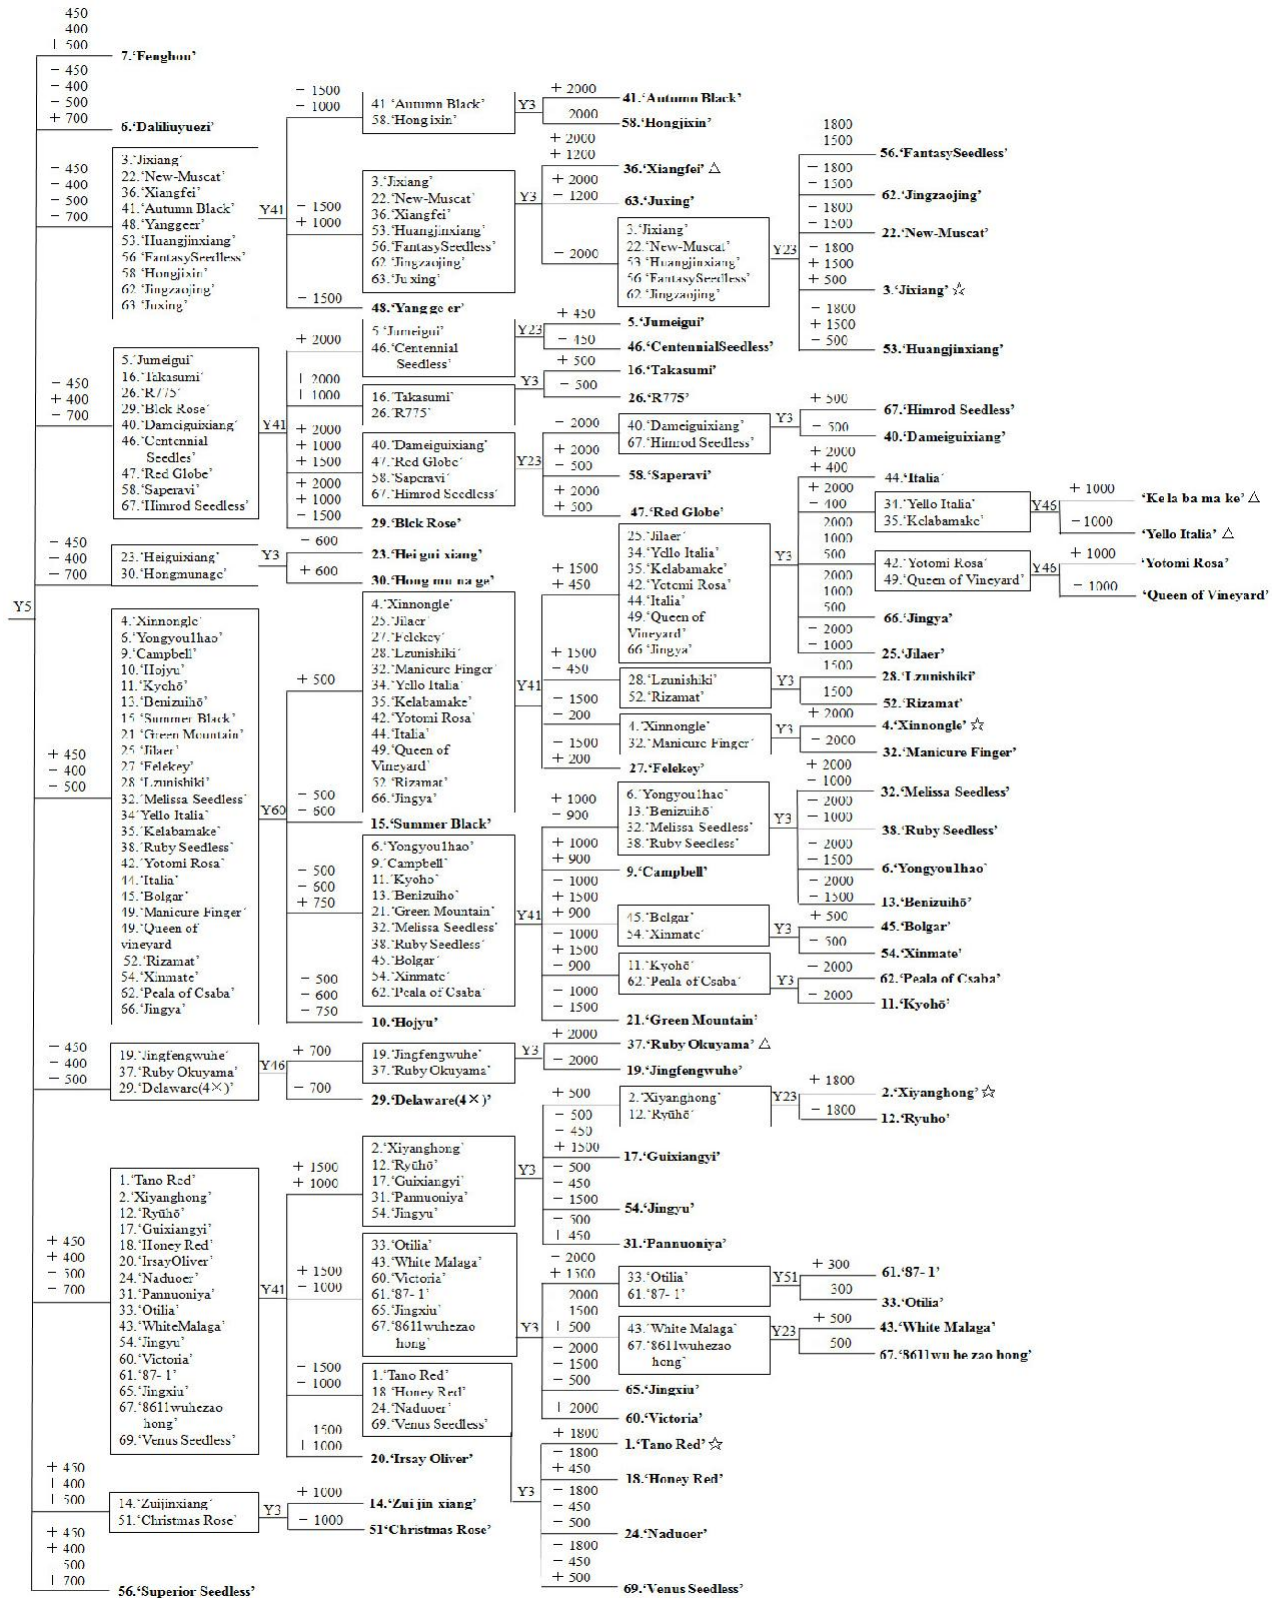 450
400
| 500
7.‘Fenghou’
− 450
− 400
− 500
+ 700
6.‘Daliliuyuezi’
− 450
− 400
− 500
− 700
3.‘Jixiang’
22.‘New-Muscat’
36.‘Xiangfei’
41.‘Autumn Black’
48.‘Yanggeer’
53.‘Huangjinxiang’
56 ‘FantasySeedless’
58 ‘Hongjixin’
62 ‘Jingzaojing’
63 ‘Juxing’
Y41
− 1500
− 1000
41 ‘Autumn Black’
58.‘Hongixin’
Y3
+ 2000
41.‘Autumn Black’
2000
58.‘Hongjixin’
− 1500
+ 1000
3.‘Jixiang’
22.‘New-Muscat’
36.‘Xiangfei’
53.‘Huangjinxiang’
56.‘FantasySeedless’
62 ‘Jingzaojing’
63.‘Ju xing’
Y3
+ 2000
+ 1200
36.‘Xiangfei’ △
+ 2000
− 1200
63.‘Juxing’
− 2000
3.‘Jixiang’
22.‘New-Muscat’
53 ‘Huangjinxiang’
56 ‘FantasySeedless’
62 ‘Jingzaojing’
Y23
1800
1500
56.‘FantasySeedless’
− 1800
− 1500
62.‘Jingzaojing’
− 1800
− 1500
22.‘New-Muscat’
− 1800
+ 1500
+ 500
3.‘Jixiang’ ☆
− 1800
+ 1500
− 500
53.‘Huangjinxiang’
− 1500
48.‘Yang ge er’
− 450
+ 400
− 700
5.‘Jumeigui’
16.‘Takasumi’
26.‘R775’
29.‘Blck Rose’
40.‘Dameiguixiang’
46.‘Centennial
Seedles’
47.‘Red Globe’
58.‘Saperavi’
67.‘Himrod Seedless’
Y41
+ 2000
5 ‘Jumeigui’
46.‘Centennial
Seedless’
Y23
+ 450
5.‘Jumeigui’
− 450
46.‘CentennialSeedless’
| 2000
| 1000
16.‘Takasumi’
26.‘R775’
Y3
+ 500
16.‘Takasumi’
− 500
26.‘R775’
+ 2000
+ 1000
+ 1500
40.‘Dameiguixiang’
47.‘Red Globe’
58.‘Saperavi’
67.‘Himrod Seedless’
Y23
− 2000
40.‘Dameiguixiang’
67.‘Himrod Seedless’
Y3
+ 500
67.‘Himrod Seedless’
− 500
40.‘Dameiguixiang’
+ 2000
− 500
58.‘Saperavi’
+ 2000
+ 500
47.‘Red Globe’
+ 2000
+ 1000
− 1500
29.‘Blck Rose’
− 450
− 400
− 700
23.‘Heiguixiang’
30.‘Hongmunage’
Y3
− 600
23.‘Hei gui xiang’
+ 600
30.‘Hong mu na ge’
Y5
+ 450
− 400
− 500
4.‘Xinnongle’
6.‘Yongyou1hao’
9.‘Campbell’
10.‘Hojyu’
11.‘Kyohō’
13.‘Benizuihō’
15 ‘Summer Black’
21 ‘Green Mountain’
25 ‘Jilaer’
27 ‘Felekey’
28 ‘Lzunishiki’
32.‘Melissa Seedless’
34 ‘Yello Italia’
35.‘Kelabamake’
38.‘Ruby Seedless’
42.‘Yotomi Rosa’
44.‘Italia’
45.‘Bolgar’
49.‘Manicure Finger’
49.‘Queen of
vineyard
52.‘Rizamat’
54.‘Xinmate’
62.‘Peala of Csaba’
66.‘Jingya’
Y60
+ 500
4.‘Xinnongle’
25.‘Jilaer’
27.‘Felekey’
28.‘Lzunishiki’
32.‘Manicure Finger’
34.‘Yello Italia’
35.‘Kelabamake’
42.‘Yotomi Rosa’
44.‘Italia’
49.‘Queen of
Vineyard’
52.‘Rizamat’
66.‘Jingya’
Y41
+ 1500
+ 450
25.‘Jilaer’
34.‘Yello Italia’
35.‘Kelabamake’
42.‘Yotomi Rosa’
44.‘Italia’
49.‘Queen of
Vineyard’
66 ‘Jingya’
Y3
+ 2000
+ 400
44.‘Italia’
+ 2000
− 400
34.‘Yello Italia’
35.‘Kelabamake’
Y46
+ 1000
‘Ke la ba ma ke’ △
− 1000
‘Yello Italia’ △
2000
1000
500
42.‘Yotomi Rosa’
49.‘Queen of Vineyard’
Y46
+ 1000
‘Yotomi Rosa’
− 1000
‘Queen of Vineyard’
2000
1000
500
66.‘Jingya’
− 2000
− 1000
25.‘Jilaer’
+ 1500
− 450
28.‘Lzunishiki’
52.‘Rizamat’
Y3
1500
28.‘Lzunishiki’
1500
52.‘Rizamat’
− 1500
− 200
4.‘Xinnongle’
32.‘Manicure Finger’
Y3
+ 2000
4.‘Xinnongle’ ☆
− 2000
32.‘Manicure Finger’
− 1500
+ 200
27.‘Felekey’
− 500
− 600
15.‘Summer Black’
− 500
− 600
+ 750
6.‘Yongyou1hao’
9.‘Campbell’
11.‘Kyoho’
13.‘Benizuiho’
21.‘Green Mountain’
32.‘Melissa Seedless’
38.‘Ruby Seedless’
45.‘Bolgar’
54.‘Xinmate’
62.‘Peala of Csaba’
Y41
+ 1000
− 900
6.‘Yongyou1hao’
13.‘Benizuihō’
32.‘Melissa Seedless’
38.‘Ruby Seedless’
Y3
+ 2000
− 1000
32.‘Melissa Seedless’
− 2000
− 1000
38.‘Ruby Seedless’
− 2000
− 1500
6.‘Yongyou1hao’
− 2000
− 1500
13.‘Benizuihō’
+ 1000
+ 900
9.‘Campbell’
− 1000
+ 1500
+ 900
45.‘Bolgar’
54.‘Xinmate’
Y3
+ 500
45.‘Bolgar’
− 500
54.‘Xinmate’
− 1000
+ 1500
− 900
11.‘Kyohō’
62.‘Peala of Csaba’
Y3
− 2000
62.‘Peala of Csaba’
− 2000
11.‘Kyohō’
− 1000
− 1500
21.‘Green Mountain’
− 500
− 600
− 750
10.‘Hojyu’
− 450
− 400
− 500
19.‘Jingfengwuhe’
37.‘Ruby Okuyama’
29.‘Delaware(4×)’
Y46
+ 700
19.‘Jingfengwuhe’
37.‘Ruby Okuyama’
Y3
+ 2000
37.‘Ruby Okuyama’ △
− 2000
19.‘Jingfengwuhe’
− 700
29.‘Delaware(4×)’
+ 450
+ 400
− 500
− 700
1.‘Tano Red’
2.‘Xiyanghong’
12.‘Ryūhō’
17.‘Guixiangyi’
18.‘Honey Red’
20.‘IrsayOliver’
24.‘Naduoer’
31.‘Pannuoniya’
33.‘Otilia’
43.‘WhiteMalaga’
54.‘Jingyu’
60.‘Victoria’
61.‘87- 1’
65.‘Jingxiu’
67.‘8611wuhezao
hong’
69.‘Venus Seedless’
Y41
+ 1500
+ 1000
2.‘Xiyanghong’
12.‘Ryūhō’
17.‘Guixiangyi’
31.‘Pannuoniya’
54.‘Jingyu’
Y3
+ 500
2.‘Xiyanghong’
12.‘Ryūhō’
Y23
+ 1800
2.‘Xiyanghong’ ☆
− 1800
12.‘Ryuho’
− 500
− 450
+ 1500
17.‘Guixiangyi’
− 500
− 450
− 1500
54.‘Jingyu’
− 500
| 450
31.‘Pannuoniya’
+ 1500
− 1000
33.‘Otilia’
43.‘White Malaga’
60.‘Victoria’
61.‘87- 1’
65.‘Jingxiu’
67.‘8611wuhezao
hong’
Y3
− 2000
+ 1500
33.‘Otilia’
61.‘87- 1’
Y51
+ 300
61.‘87- 1’
300
33.‘Otilia’
2000
1500
| 500
43.‘White Malaga’
67.‘8611wuhezao
hong’
Y23
+ 500
43.‘White Malaga’
500
67.‘8611wu he zao hong’
− 2000
− 1500
− 500
65.‘Jingxiu’
| 2000
60.‘Victoria’
− 1500
− 1000
1.‘Tano Red’
18 ‘Honey Red’
24.‘Naduoer’
69.‘Venus Seedless’
Y3
+ 1800
1.‘Tano Red’ ☆
− 1800
+ 450
18.‘Honey Red’
− 1800
− 450
− 500
24.‘Naduoer’
− 1800
− 450
+ 500
69.‘Venus Seedless’
1500
| 1000
20.‘Irsay Oliver’
+ 450
| 400
| 500
14.‘Zuijinxiang’
51.‘Christmas Rose’
Y3
+ 1000
14.‘Zui jin xiang’
− 1000
51‘Christmas Rose’
+ 450
+ 400
500
| 700
56.‘Superior Seedless’